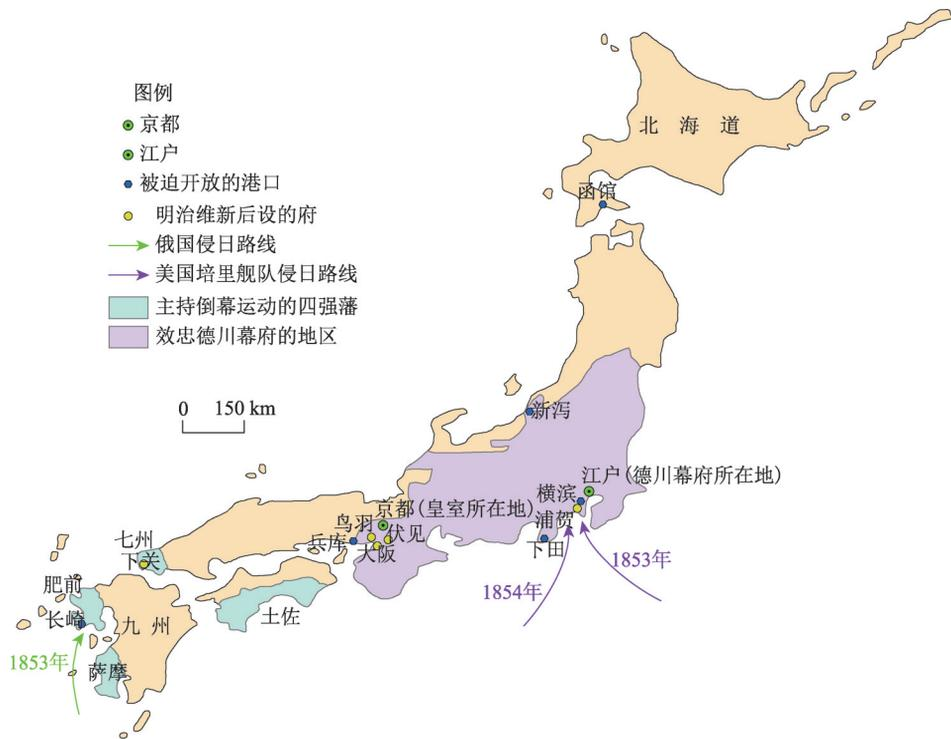 图例
京都
江户
被迫开放的港口
明治维新后设的府
俄国侵日路线
美国培里舰队侵日路线
主持倒幕运动的四强藩
效忠德川幕府的地区
0 150 km
北 海 道
函馆
新泻
江户(德川幕府所在地)
横滨
浦贺
下田
京都(皇室所在地)
鸟羽
伏见
兵库
大阪
七州
下关
肥前
长崎
九 州
土佐
萨摩
1853年
1854年
1853年